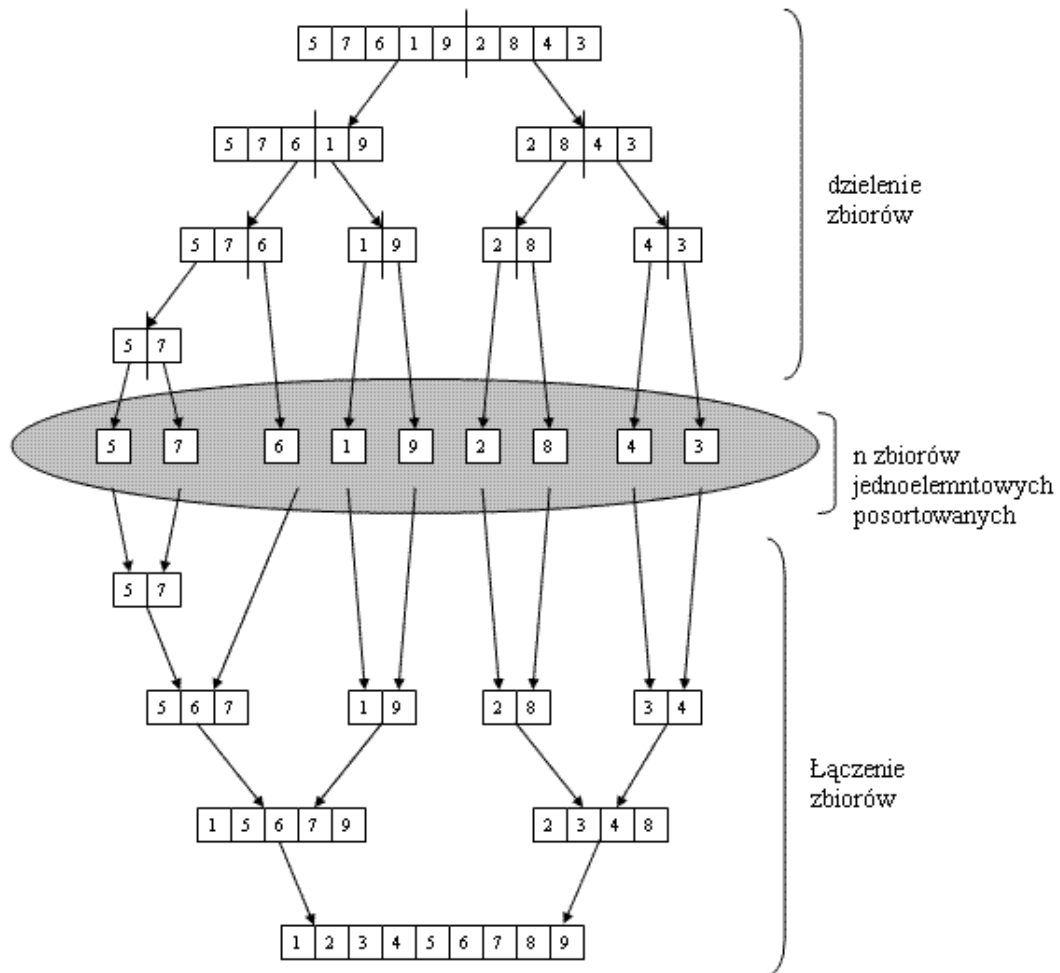 5 7 6 1 9 2 8 4 3
5 7 6 1 9 2 8 4 3
dzielenie
zbiorów
5 7 6 1 9 2 8 4 3
5 7
5 7 6 1 9 2 8 4 3
n zbiorów
jednoelemntowych
posortowanych
5 7
5 6 7 1 9 2 8 3 4
Łączenie
zbiorów
1 5 6 7 9 2 3 4 8
1 2 3 4 5 6 7 8 9